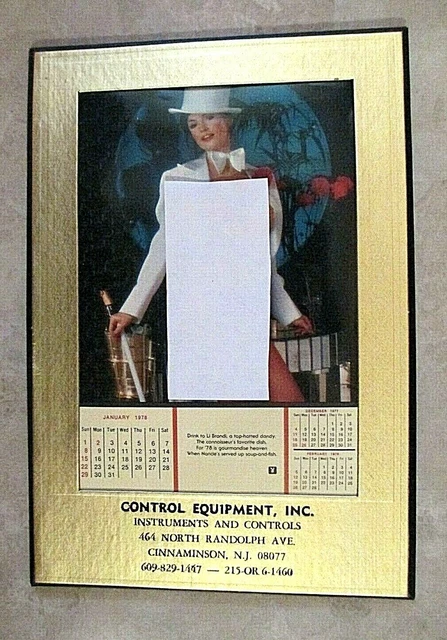 JANUARY 1978
Sun Mon Tue Wed Thu Fri Sat
1 2 3 4 5 6 7
8 9 10 11 12 13 14
15 16 17 18 19 20 21
22 23 24 25 26 27 28
29 30 31
Drink to Li Brandi, a top-hatted dandy
The connoisseur's favorite dish.
For '78 is gourmandise heaven
When Nancie's served up soup-and-fish.
DECEMBER 1977
FEBRUARY 1978
CONTROL EQUIPMENT, INC.
INSTRUMENTS AND CONTROLS
464 NORTH RANDOLPH AVE.
CINNAMINSON, N.J. 08077
609-829-1447 — 215-OR 6-1460